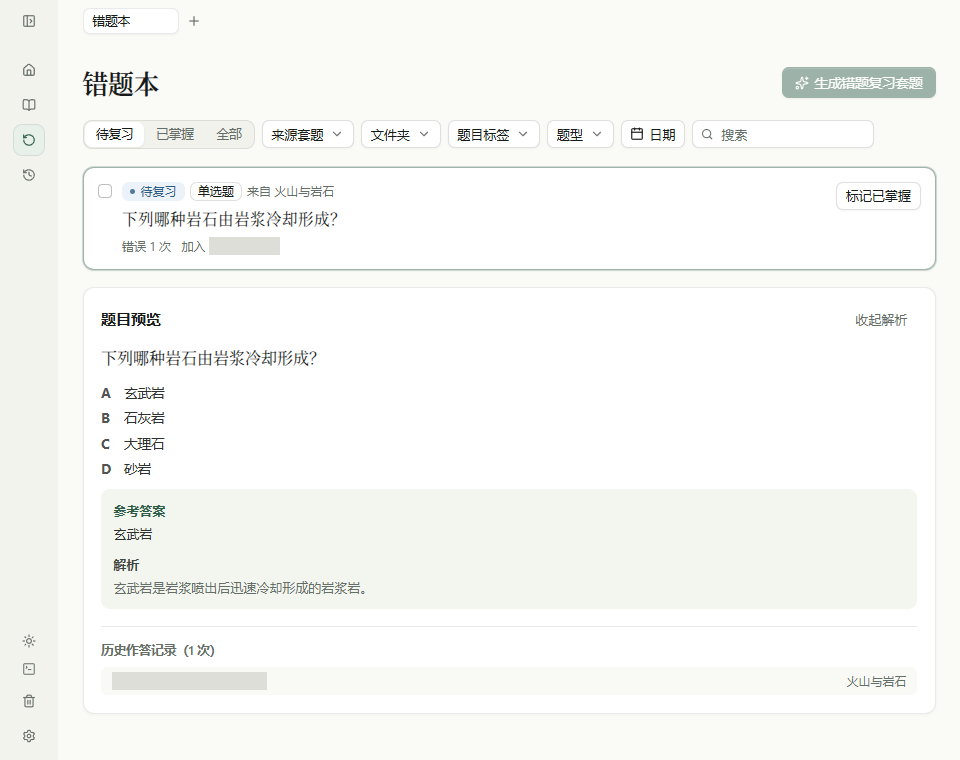 错题本
错题本
生成错题复习套题
待复习 已掌握 全部 来源套题 文件夹 题目标签 题型 日期 搜索
待复习 单选题 来自 火山与岩石 标记已掌握
下列哪种岩石由岩浆冷却形成？
错误 1 次 加入
题目预览 收起解析
下列哪种岩石由岩浆冷却形成？
A 玄武岩
B 石灰岩
C 大理石
D 砂岩
参考答案
玄武岩
解析
玄武岩是岩浆喷出后迅速冷却形成的岩浆岩。
历史作答记录 (1 次)
火山与岩石